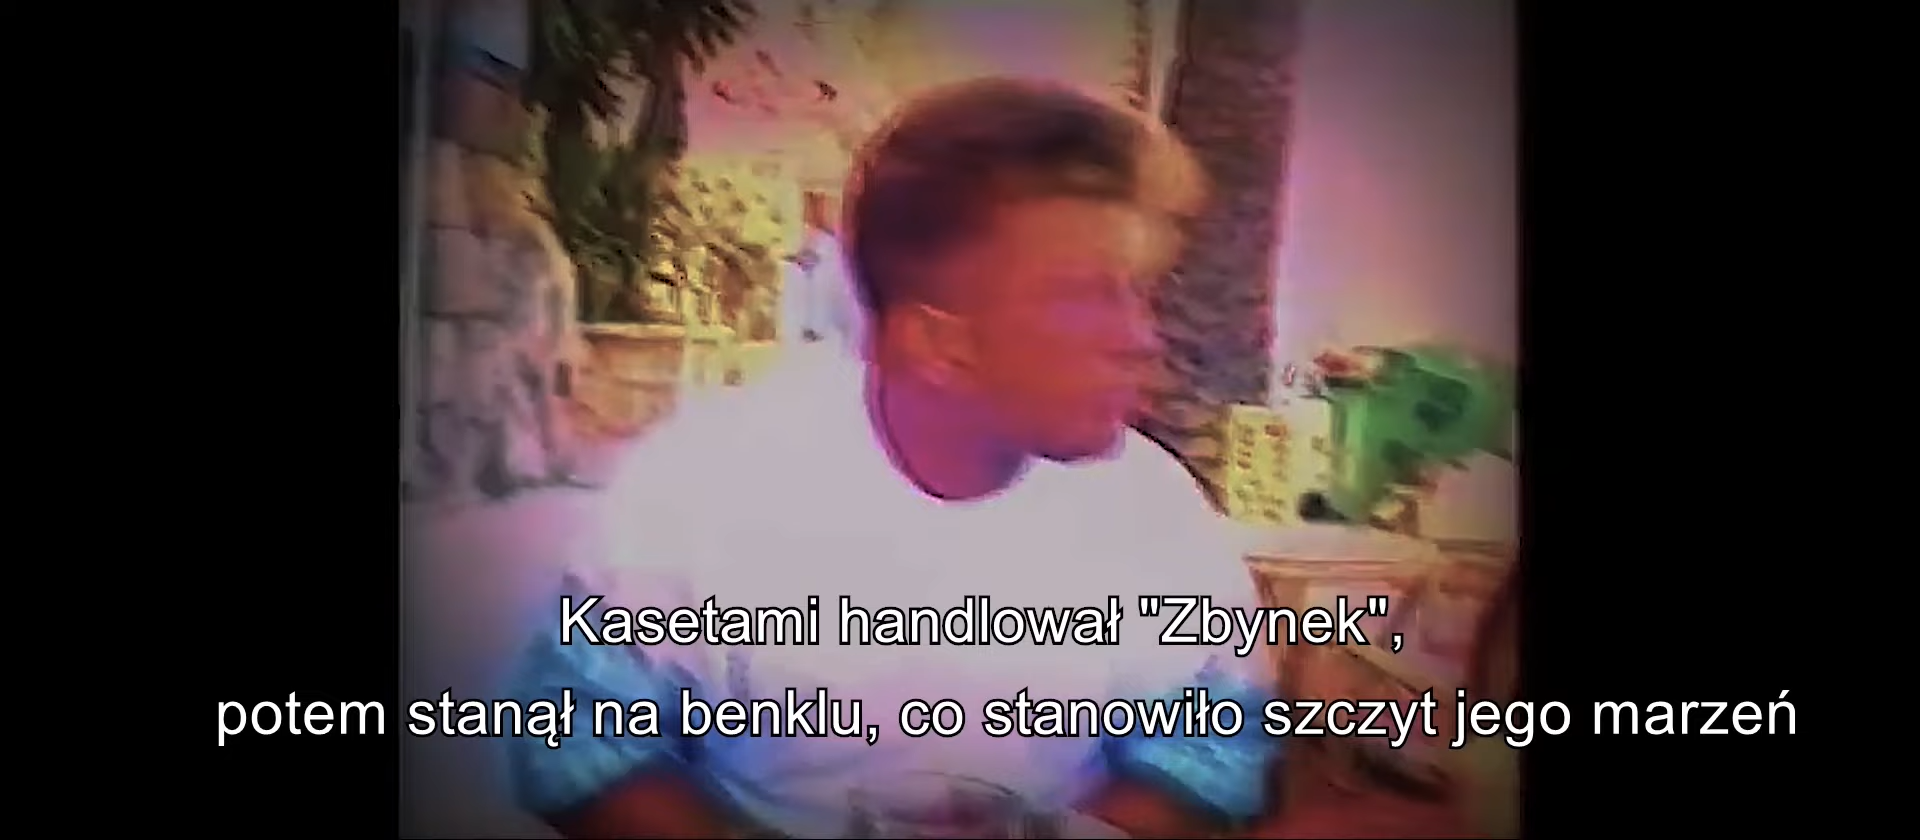 Kasetami handlował "Zbynek",
potem stanął na benklu, co stanowiło szczyt jego marzeń